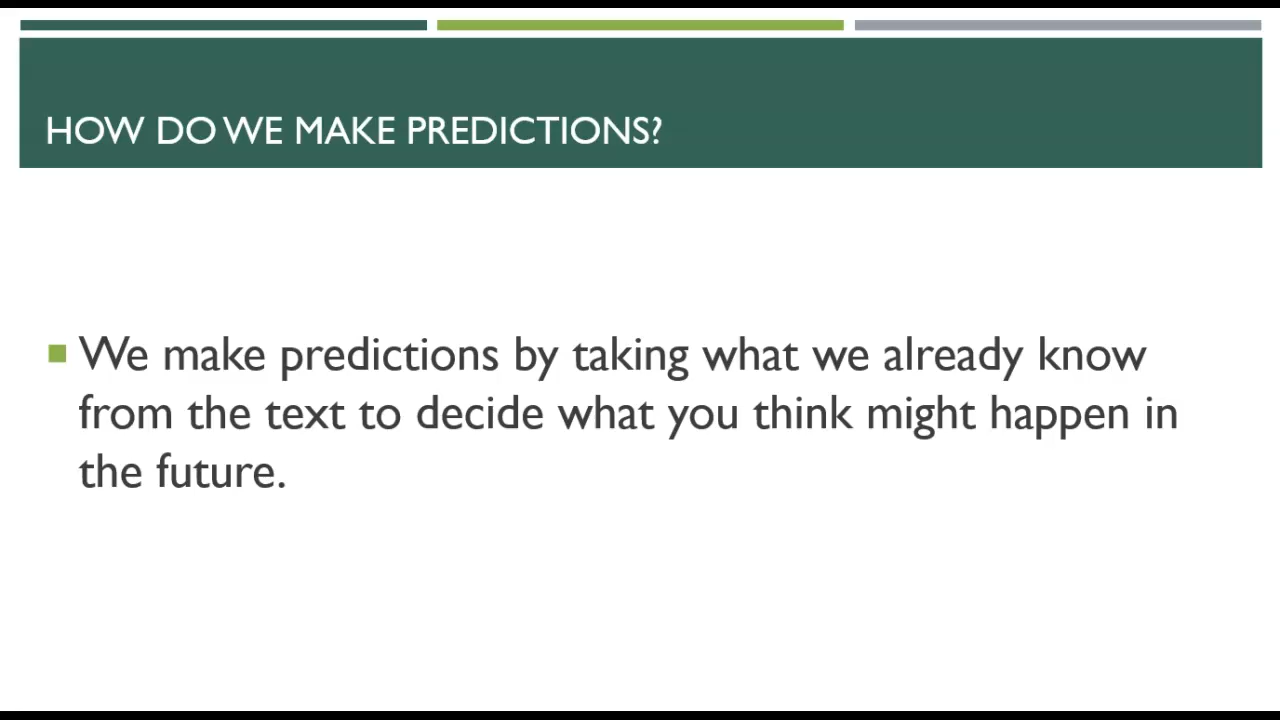 HOW DO WE MAKE PREDICTIONS?
We make predictions by taking what we already know
from the text to decide what you think might happen in
the future.